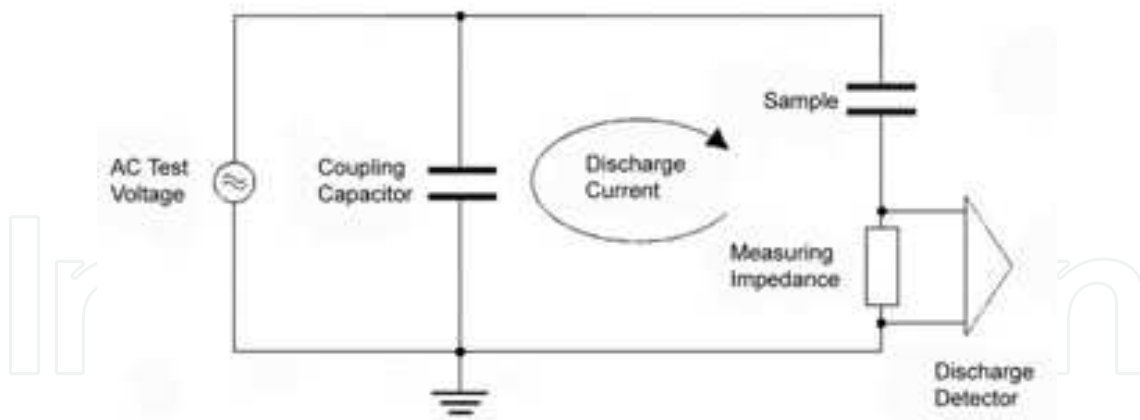 Sample
AC Test
Voltage
Coupling
Capacitor
Discharge
Current
Measuring
Impedance
Discharge
Detector